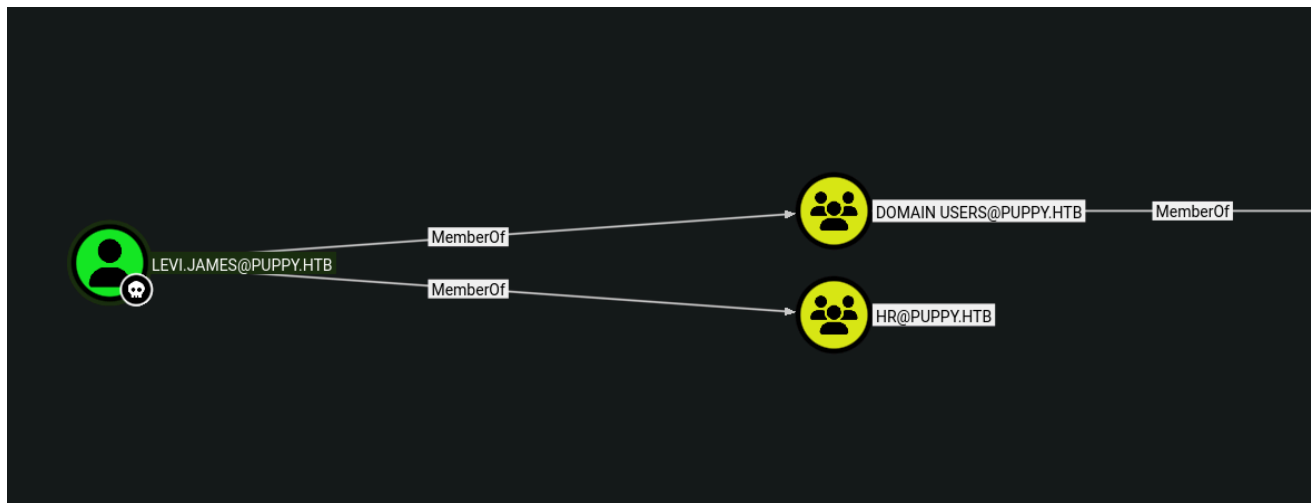 DOMAIN USERS@PUPPY.HTB
MemberOf
MemberOf
LEVI.JAMES@PUPPY.HTB
MemberOf
HR@PUPPY.HTB